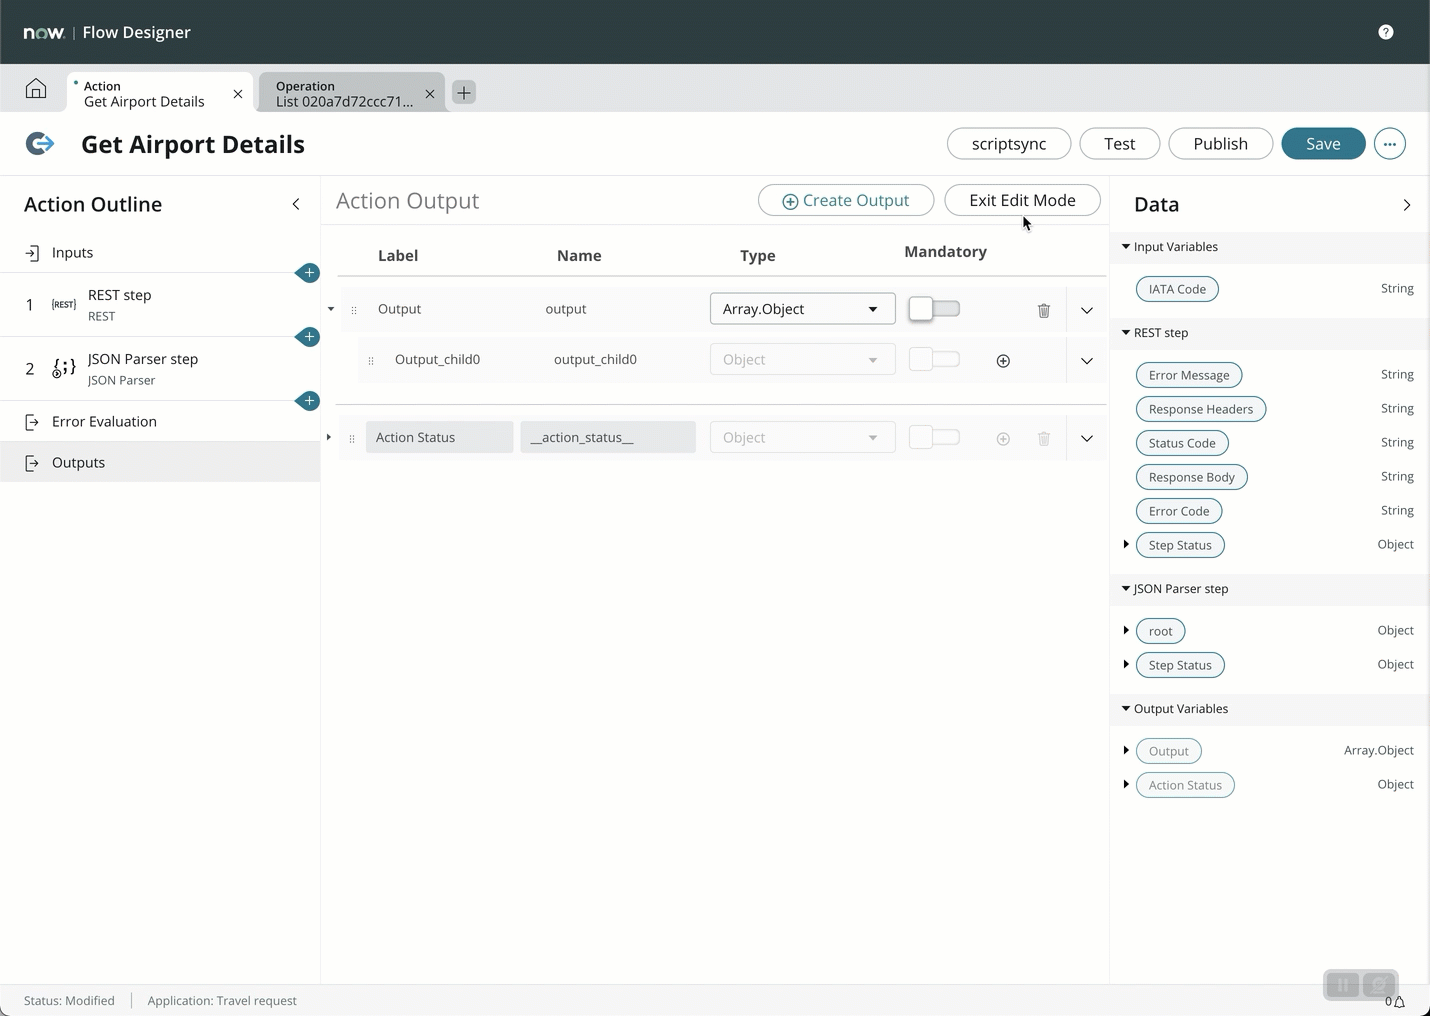 now. | Flow Designer
?
Action
Get Airport Details
Operation
List 020a7d72ccc71...
Get Airport Details
scriptsync
Test
Publish
Save
...
Action Outline
Inputs
1
{REST}
REST step
REST
2
JSON Parser step
JSON Parser
Error Evaluation
Outputs
Action Output
Create Output
Exit Edit Mode
Label
Name
Type
Mandatory
Output
output
Array.Object
Output_child0
output_child0
Object
Action Status
__action_status__
Object
Data
Input Variables
IATA Code
String
REST step
Error Message
String
Response Headers
String
Status Code
String
Response Body
String
Error Code
String
Step Status
Object
JSON Parser step
root
Object
Step Status
Object
Output Variables
Output
Array.Object
Action Status
Object
Status: Modified
Application: Travel request
0